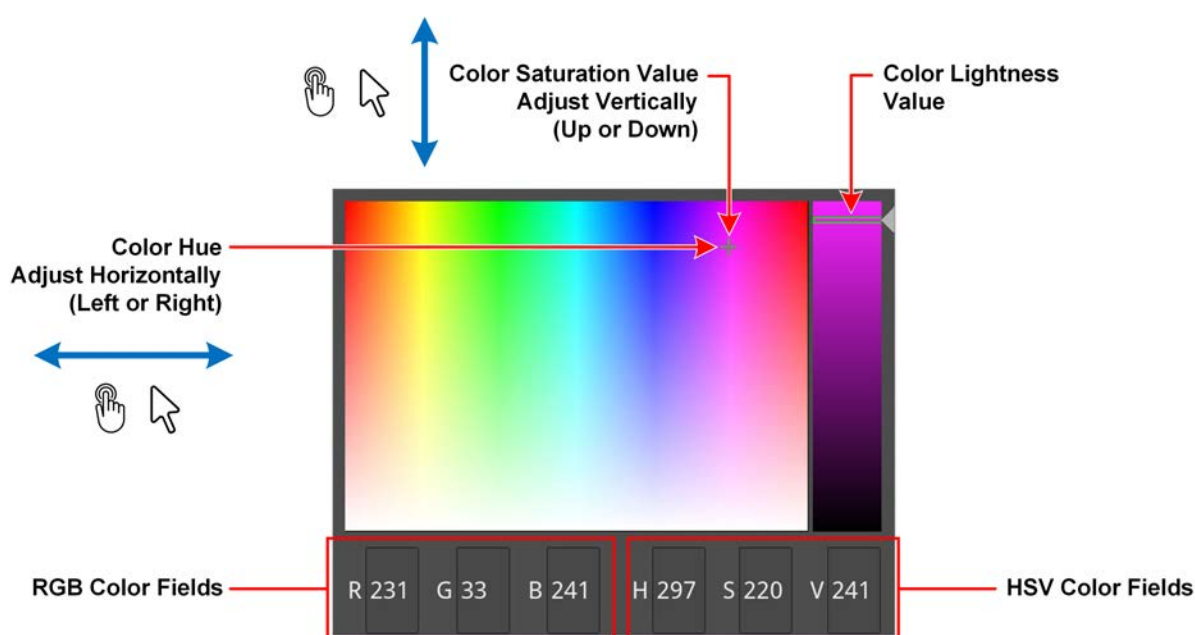 Color Saturation Value
Adjust Vertically
(Up or Down)
Color Lightness
Value
Color Hue
Adjust Horizontally
(Left or Right)
RGB Color Fields
R 231 G 33 B 241 H 297 S 220 V 241
HSV Color Fields